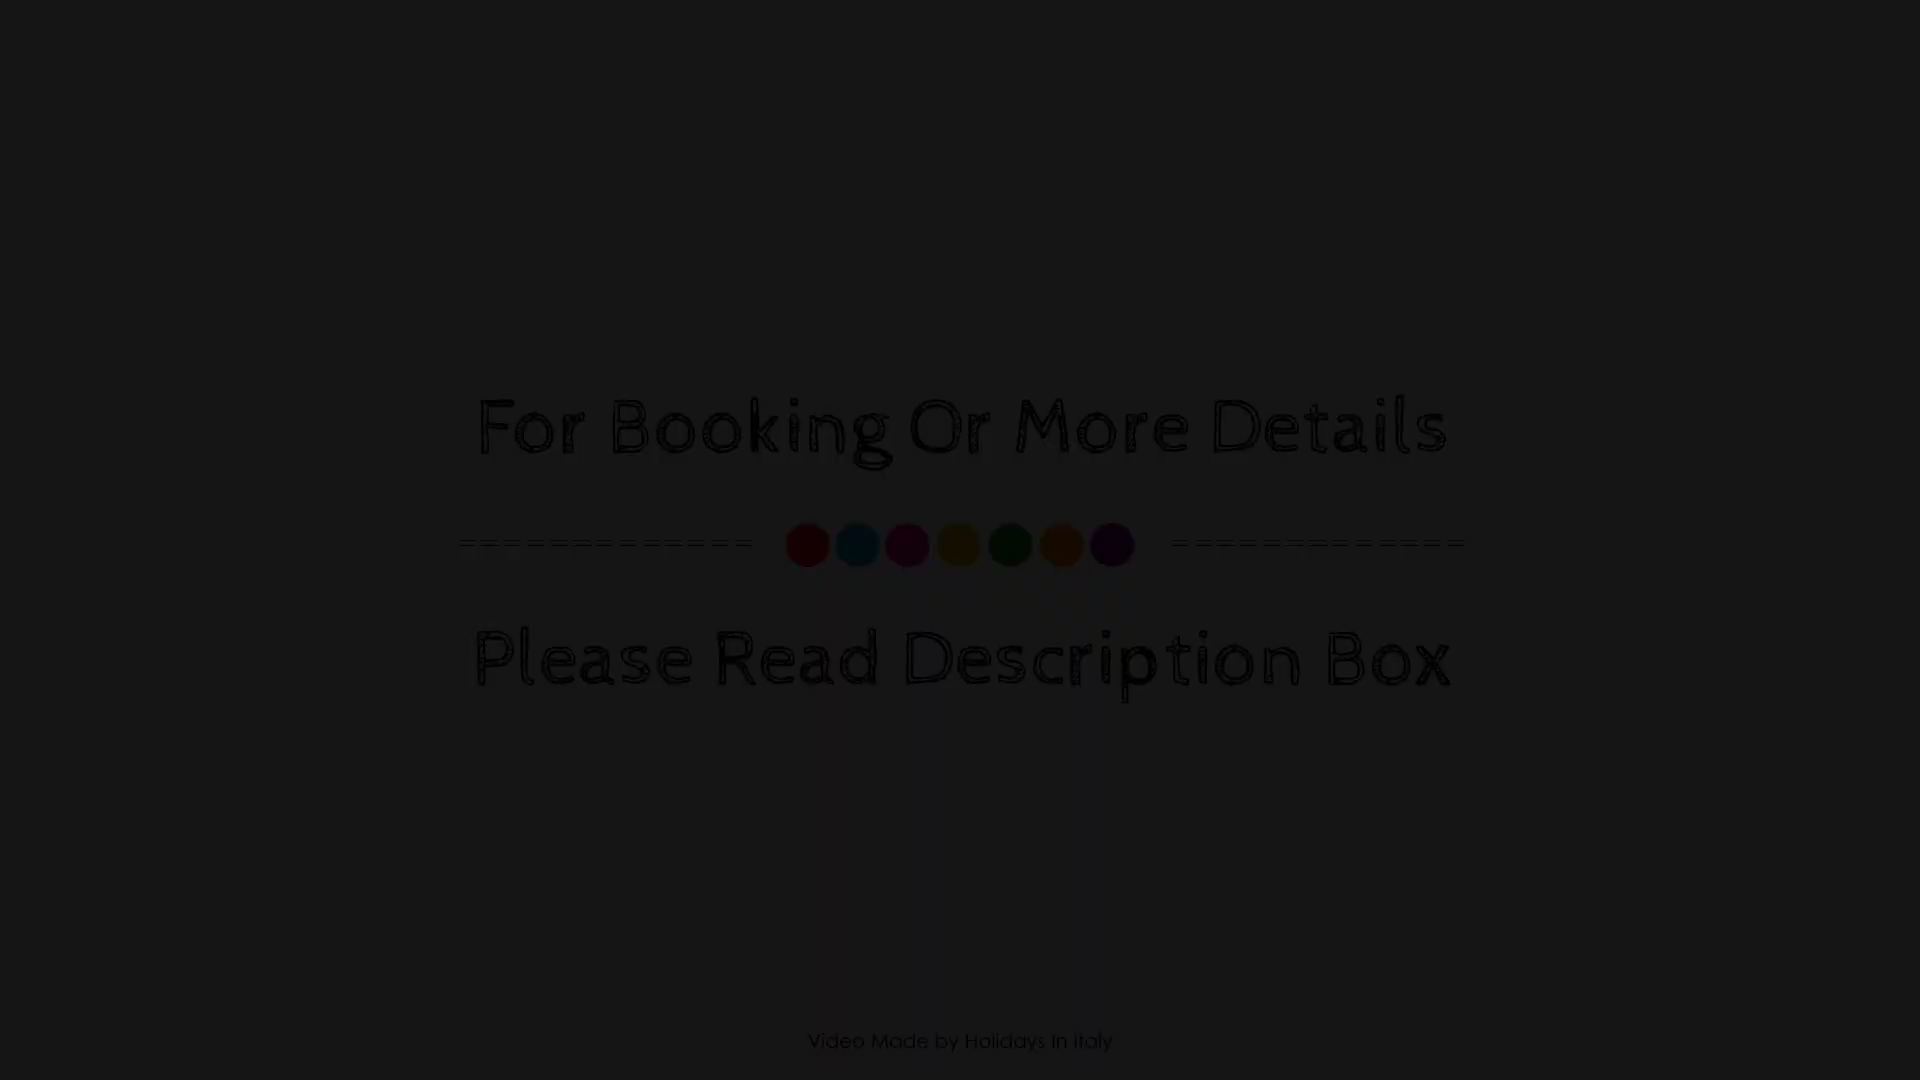 For Booking Or More Details
============= =============
Please Read Description Box
Video Made by Holidays In Italy